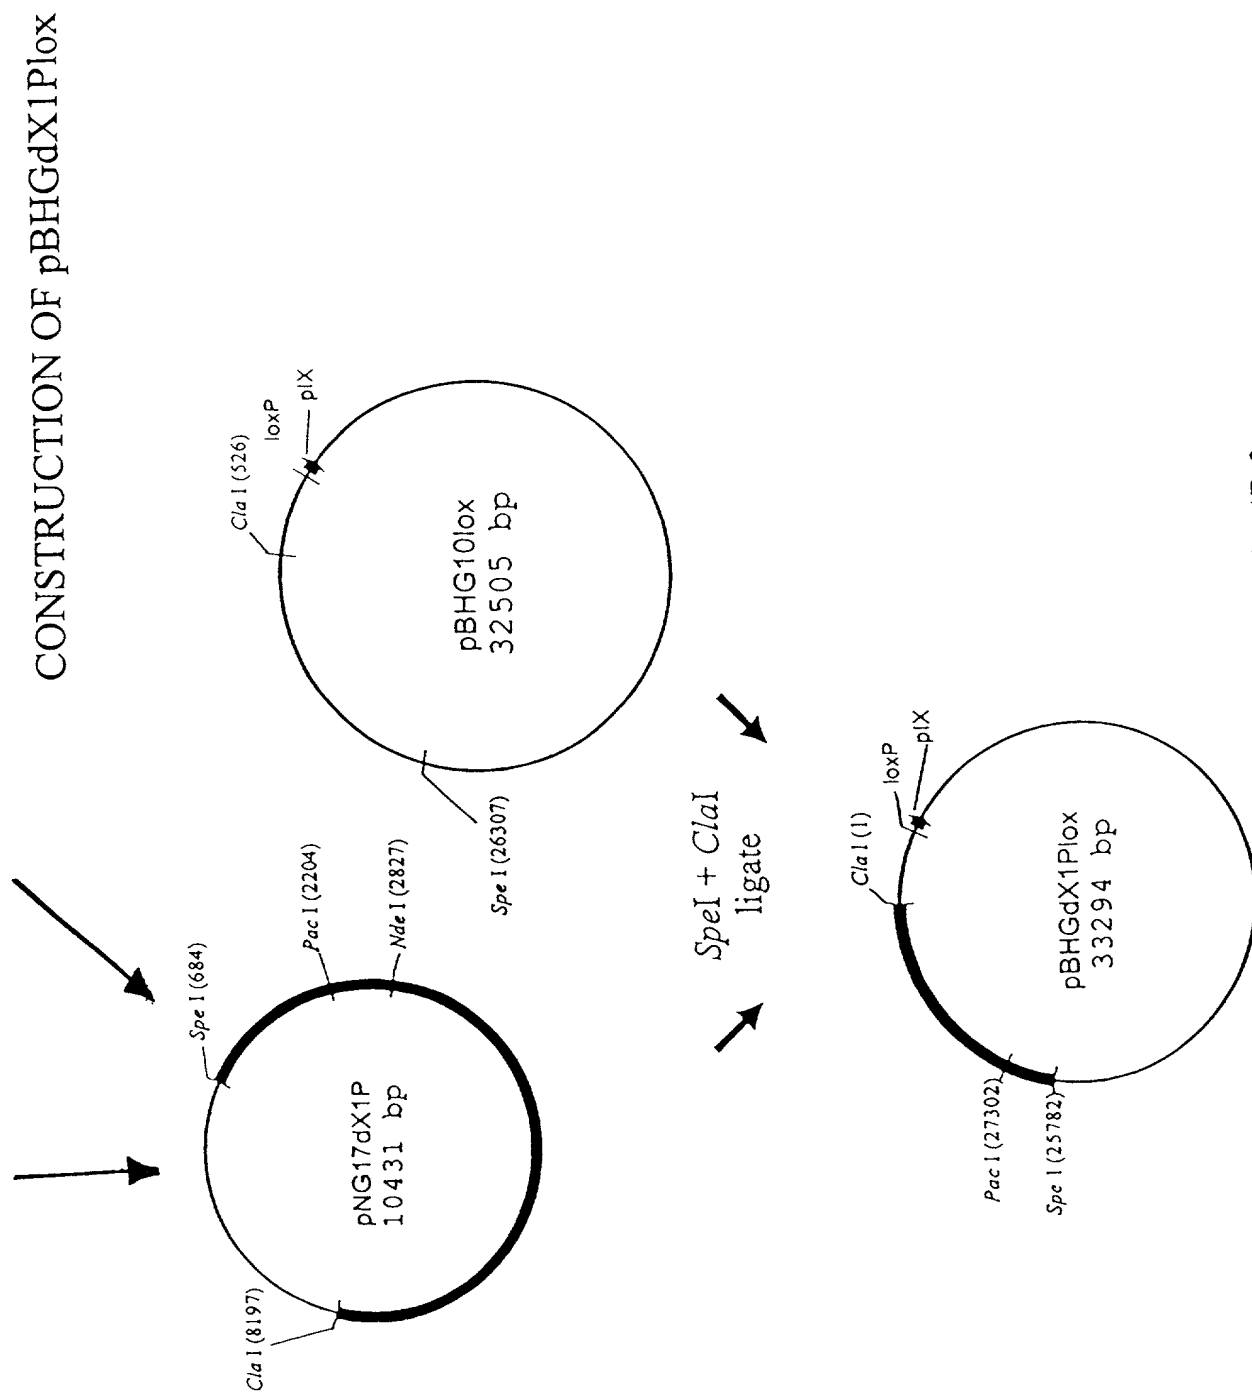 CONSTRUCTION OF pBHGdX1Plox
Spe I (684)
Pac I (2204)
Nde I (2827)
Cla I (8197)
pNG17dX1P
10431 bp
Cla I (526)
loxP
pIX
pBHG10lox
32505 bp
Spe I (26307)
SpeI + ClaI
ligate
Cla I (1)
loxP
pIX
pBHGdX1Plox
33294 bp
Pac I (27302)
Spe I (25782)